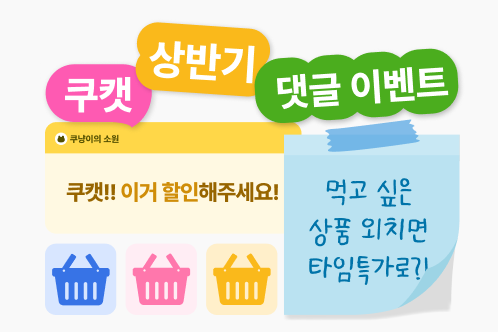 쿠캣
상반기
댓글 이벤트
쿠냥이의 소원
쿠캣!! 이거 할인해주세요!
먹고 싶은
상품 외치면
타임특가로?!